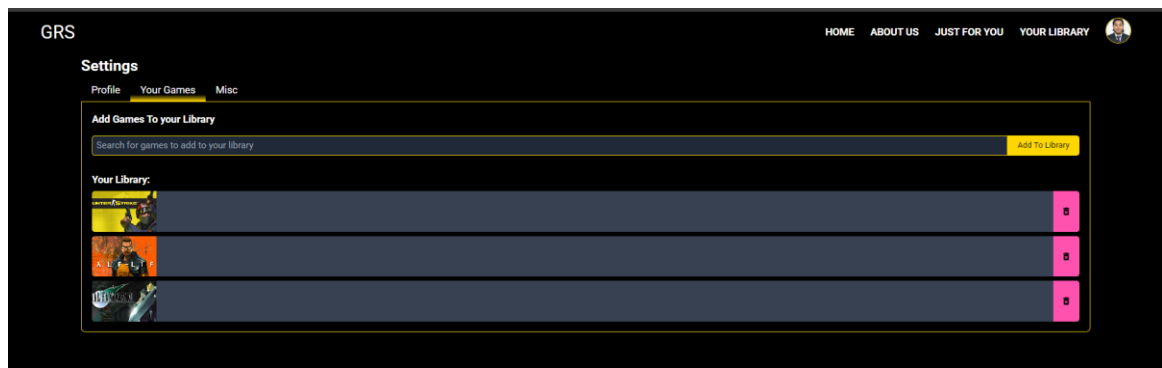 GRS
HOME ABOUT US JUST FOR YOU YOUR LIBRARY
Settings
Profile Your Games Misc
Add Games To your Library
Search for games to add to your library
Add To Library
Your Library: